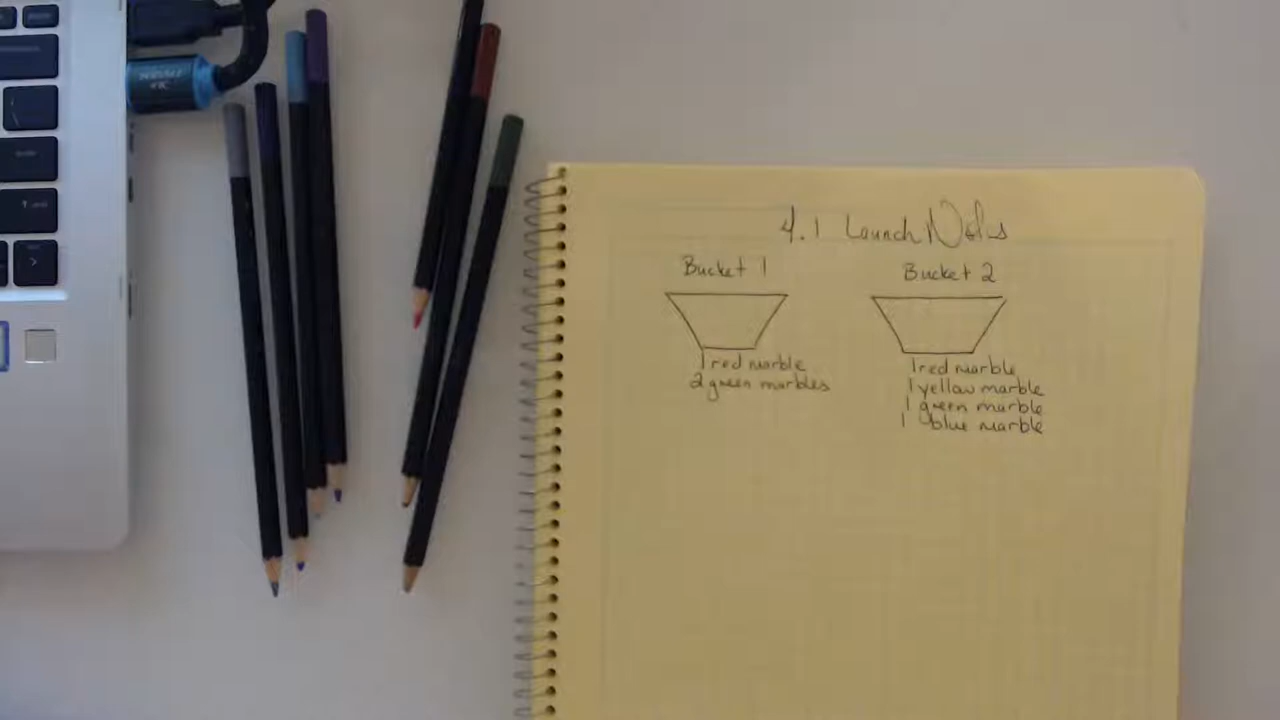 4.1 Launch Notes
Bucket 1
1 red marble
2 green marbles
Bucket 2
1 red marble
1 yellow marble
1 green marble
1 blue marble